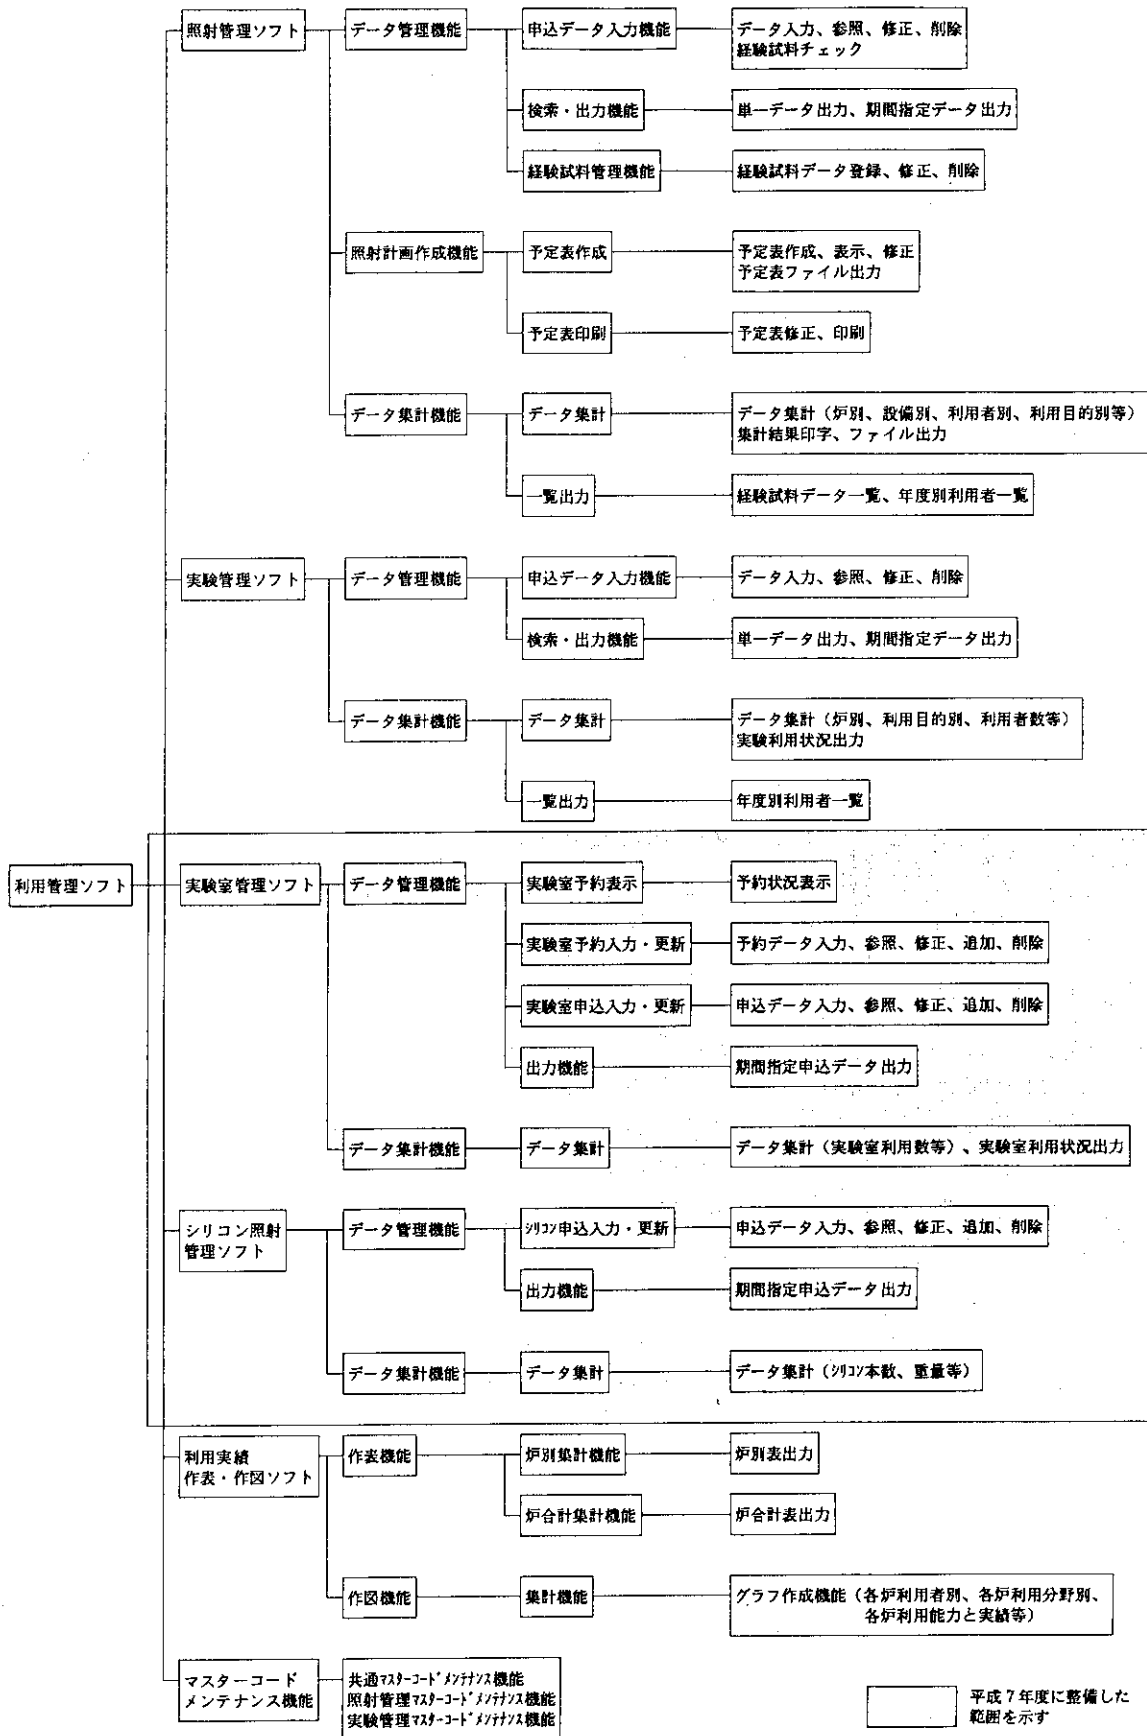 照射管理ソフト
データ管理機能
申込データ入力機能
データ入力、参照、修正、削除
経験試料チェック
検索・出力機能
単一データ出力、期間指定データ出力
経験試料管理機能
経験試料データ登録、修正、削除
照射計画作成機能
予定表作成
予定表作成、表示、修正
予定表ファイル出力
予定表印刷
予定表修正、印刷
データ集計機能
データ集計
データ集計（炉別、設備別、利用者別、利用目的別等）
集計結果印字、ファイル出力
一覧出力
経験試料データ一覧、年度別利用者一覧
実験管理ソフト
データ管理機能
申込データ入力機能
データ入力、参照、修正、削除
検索・出力機能
単一データ出力、期間指定データ出力
データ集計機能
データ集計
データ集計（炉別、利用目的別、利用者数等）
実験利用状況出力
一覧出力
年度別利用者一覧
利用管理ソフト
実験室管理ソフト
データ管理機能
実験室予約表示
予約状況表示
実験室予約入力・更新
予約データ入力、参照、修正、追加、削除
実験室申込入力・更新
申込データ入力、参照、修正、追加、削除
出力機能
期間指定申込データ出力
データ集計機能
データ集計
データ集計（実験室利用数等）、実験室利用状況出力
シリコン照射
管理ソフト
データ管理機能
ｼﾘｺﾝ申込入力・更新
申込データ入力、参照、修正、追加、削除
出力機能
期間指定申込データ出力
データ集計機能
データ集計
データ集計（ｼﾘｺﾝ本数、重量等）
利用実績
作表・作図ソフト
作表機能
炉別集計機能
炉別表出力
炉合計集計機能
炉合計表出力
作図機能
集計機能
グラフ作成機能（各炉利用者別、各炉利用分野別、
各炉利用能力と実績等）
マスターコード
メンテナンス機能
共通ﾏｽﾀｰｺｰﾄﾞﾒﾝﾃﾅﾝｽ機能
照射管理ﾏｽﾀｰｺｰﾄﾞﾒﾝﾃﾅﾝｽ機能
実験管理ﾏｽﾀｰｺｰﾄﾞﾒﾝﾃﾅﾝｽ機能
平成７年度に整備した
範囲を示す